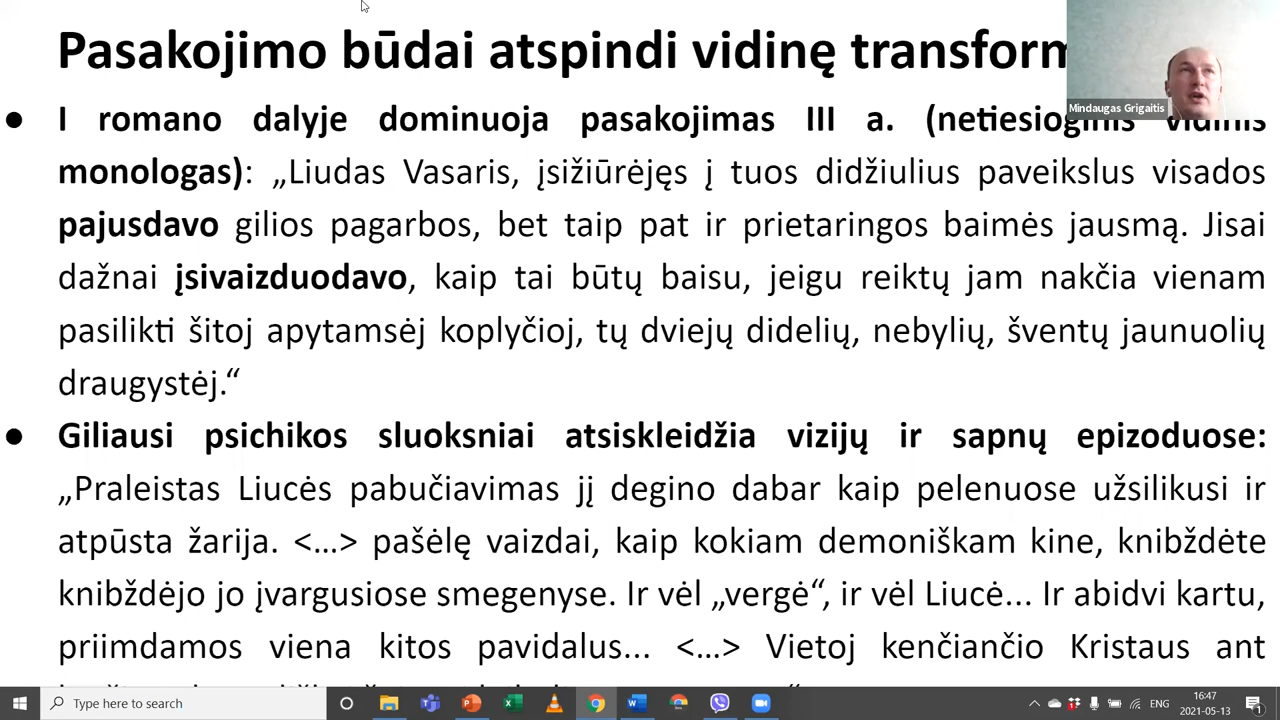 Pasakojimo būdai atspindi vidinę transform
Mindaugas Grigaitis
● I romano dalyje dominuoja pasakojimas III a. (netiesioginis vidinis
monologas): „Liudas Vasaris, įsižiūrėjęs į tuos didžiulius paveikslus visados
pajusdavo gilios pagarbos, bet taip pat ir prietaringos baimės jausmą. Jisai
dažnai įsivaizduodavo, kaip tai būtų baisu, jeigu reiktų jam nakčia vienam
pasilikti šitoj apytamsėj koplyčioj, tų dviejų didelių, nebylių, šventų jaunuolių
draugystėj.“
● Giliausi psichikos sluoksniai atsiskleidžia vizijų ir sapnų epizoduose:
„Praleistas Liucės pabučiavimas jį degino dabar kaip pelenuose užsilikusi ir
atpūsta žarija. <…> pašėlę vaizdai, kaip kokiam demoniškam kine, knibždėte
knibždėjo jo įvargusiose smegenyse. Ir vėl „vergė“, ir vėl Liucė... Ir abidvi kartu,
priimdamos viena kitos pavidalus... <…> Vietoj kenčiančio Kristaus ant
Type here to search
ENG
16:47
2021-05-13
1